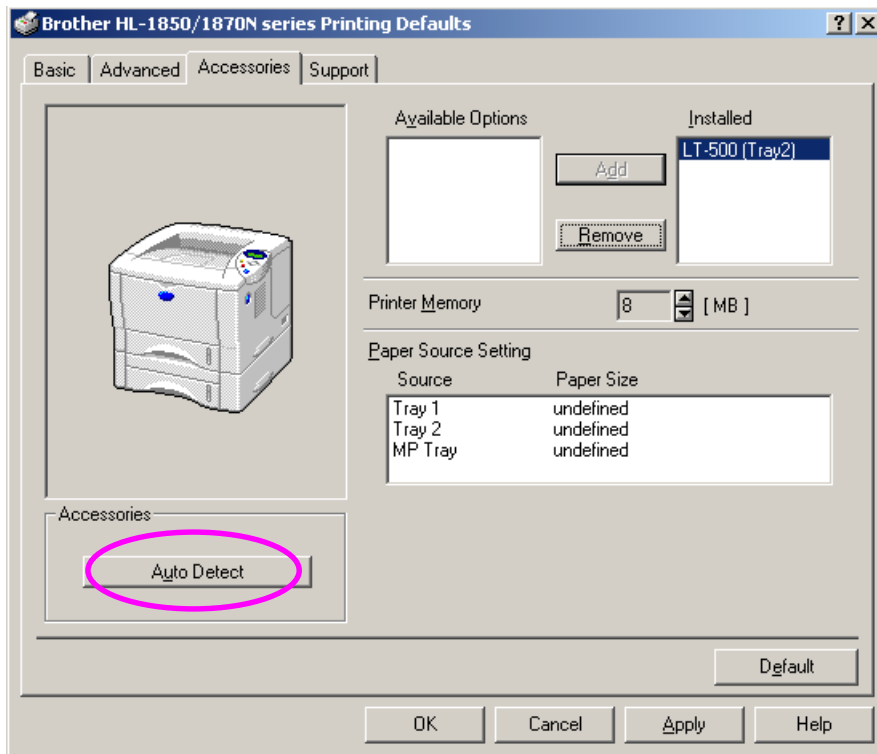 Brother HL-1850/1870N series Printing Defaults
Basic Advanced Accessories Support
Available Options Installed
LT-500 (Tray2)
Add
Remove
Printer Memory 8 [ MB ]
Paper Source Setting
Source Paper Size
Tray 1 undefined
Tray 2 undefined
MP Tray undefined
Accessories
Auto Detect
Default
OK Cancel Apply Help